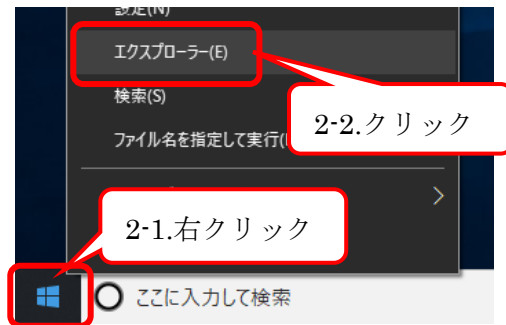 設定(N)
エクスプローラー(E)
検索(S)
2-2.クリック
ファイル名を指定して実行(
2-1.右クリック
ここに入力して検索